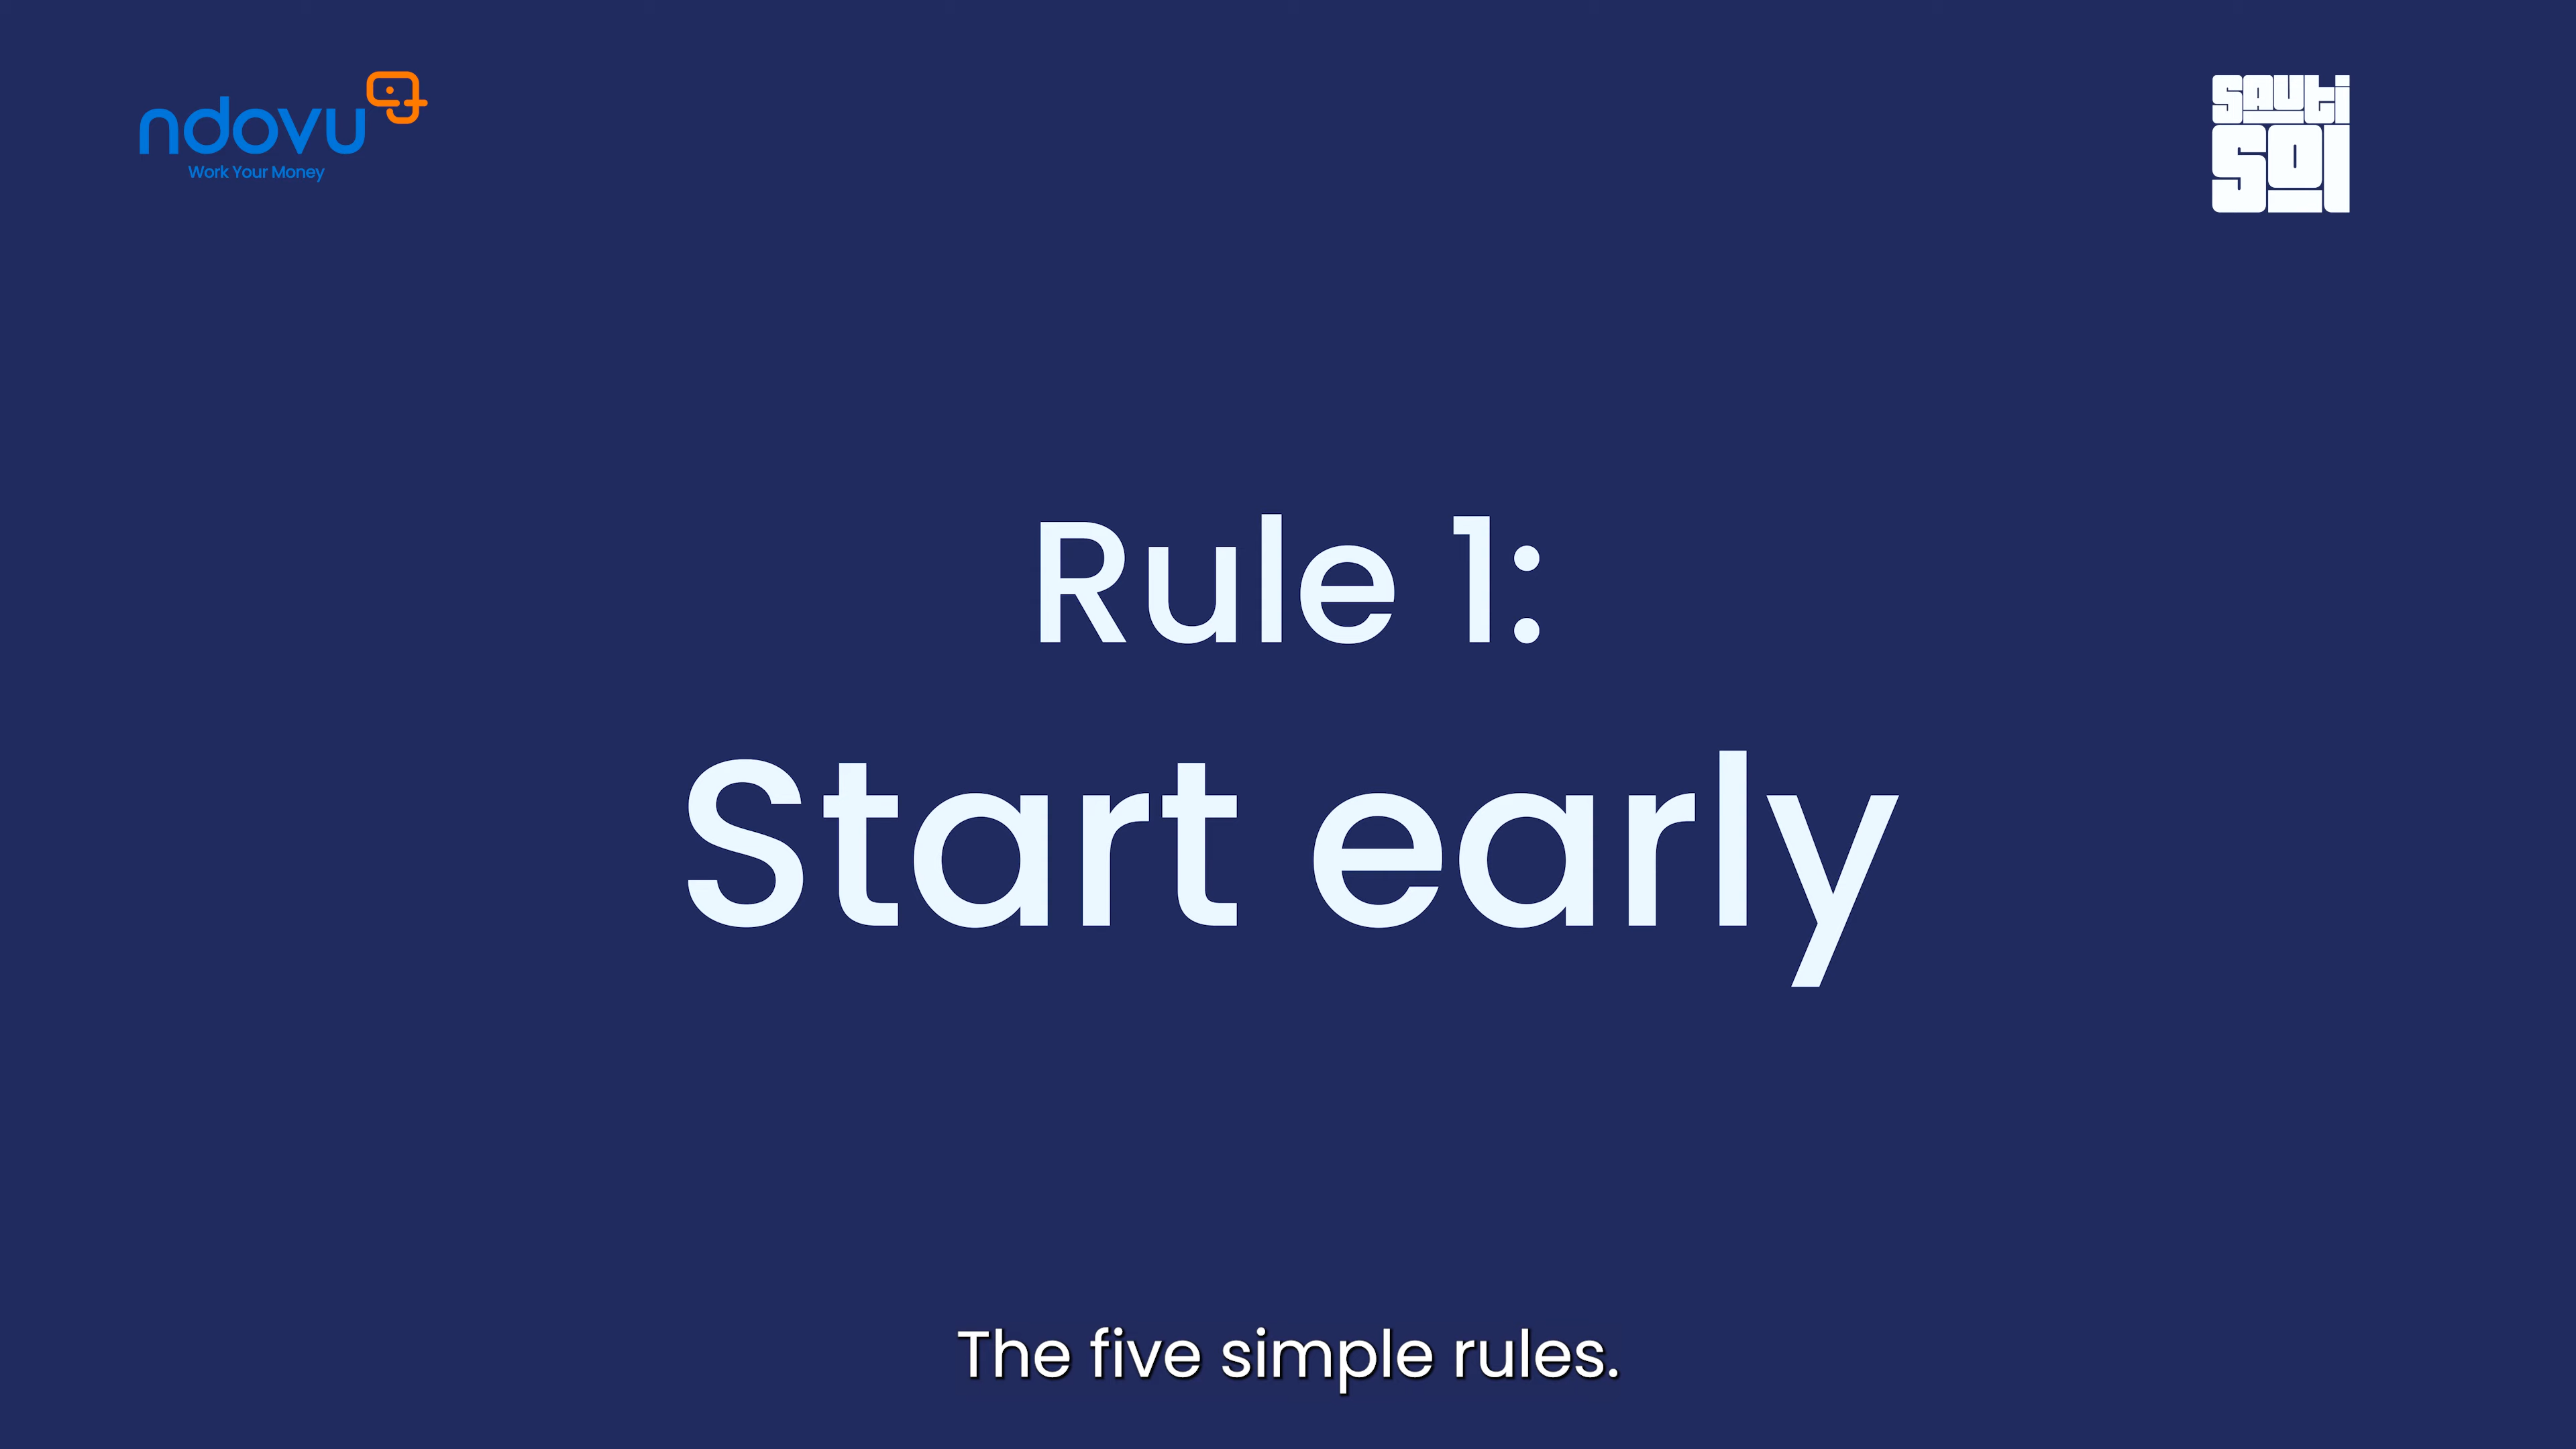 ndovu
Work Your Money
sauti
sol
Rule 1:
Start early
The five simple rules.